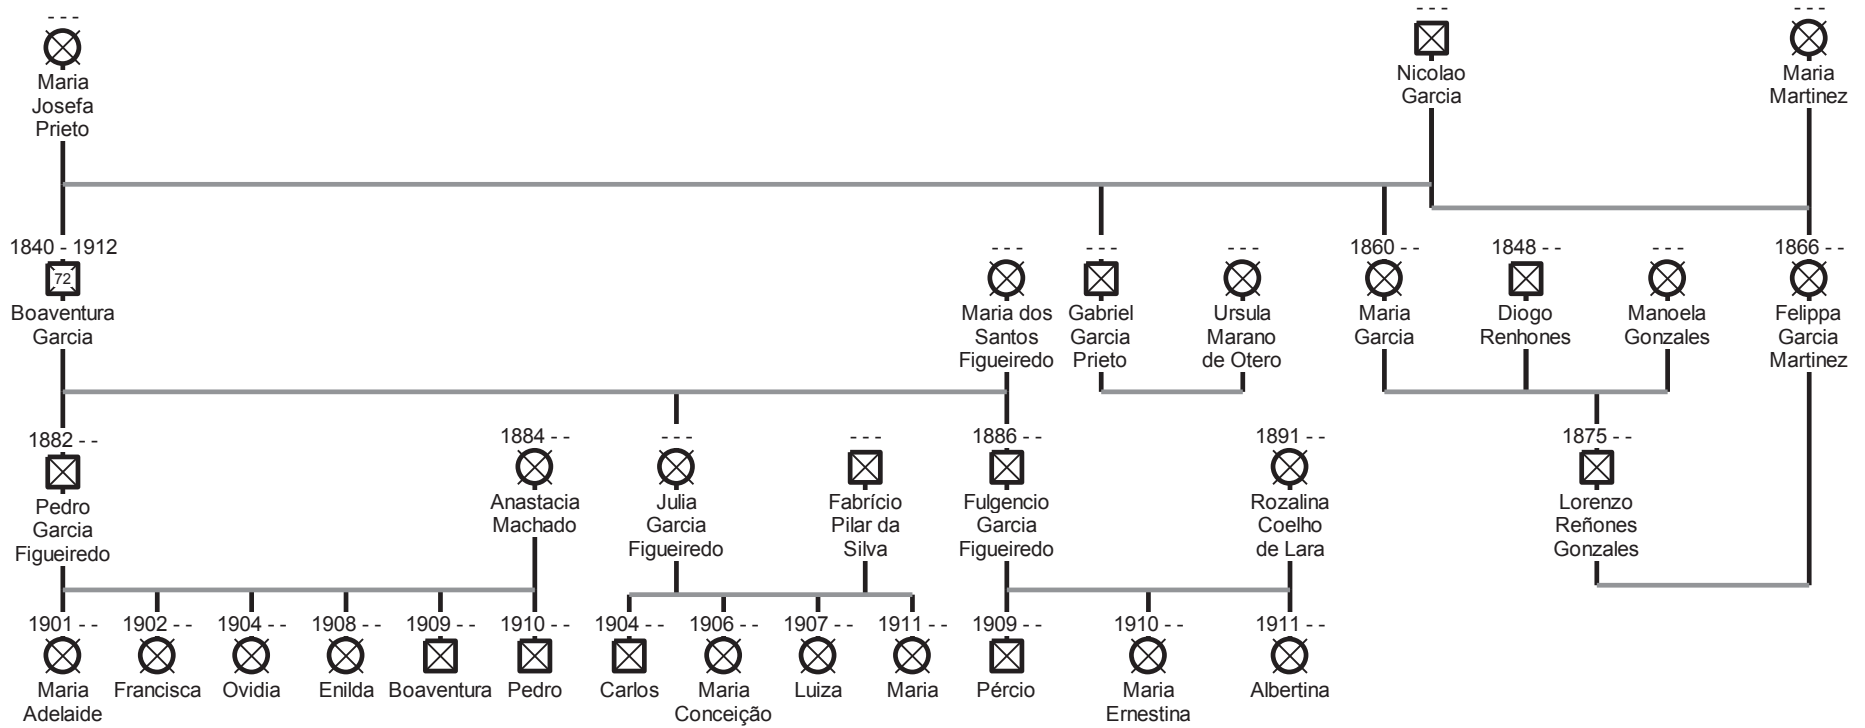 - - -
Maria
Josefa
Prieto
- - -
Nicolao
Garcia
- - -
Maria
Martinez
1840 - 1912
72
Boaventura
Garcia
- - -
Maria dos
Santos
Figueiredo
- - -
Gabriel
Garcia
Prieto
- - -
Ursula
Marano
de Otero
1860 - -
Maria
Garcia
1848 - -
Diogo
Renhones
- - -
Manoela
Gonzales
1866 - -
Felippa
Garcia
Martinez
1882 - -
Pedro
Garcia
Figueiredo
1884 - -
Anastacia
Machado
- - -
Julia
Garcia
Figueiredo
- - -
Fabrício
Pilar da
Silva
1886 - -
Fulgencio
Garcia
Figueiredo
1891 - -
Rozalina
Coelho
de Lara
1875 - -
Lorenzo
Reñones
Gonzales
1901 - -
Maria
Adelaide
1902 - -
Francisca
1904 - -
Ovidia
1908 - -
Enilda
1909 - -
Boaventura
1910 - -
Pedro
1904 - -
Carlos
1906 - -
Maria
Conceição
1907 - -
Luiza
1911 - -
Maria
1909 - -
Pércio
1910 - -
Maria
Ernestina
1911 - -
Albertina